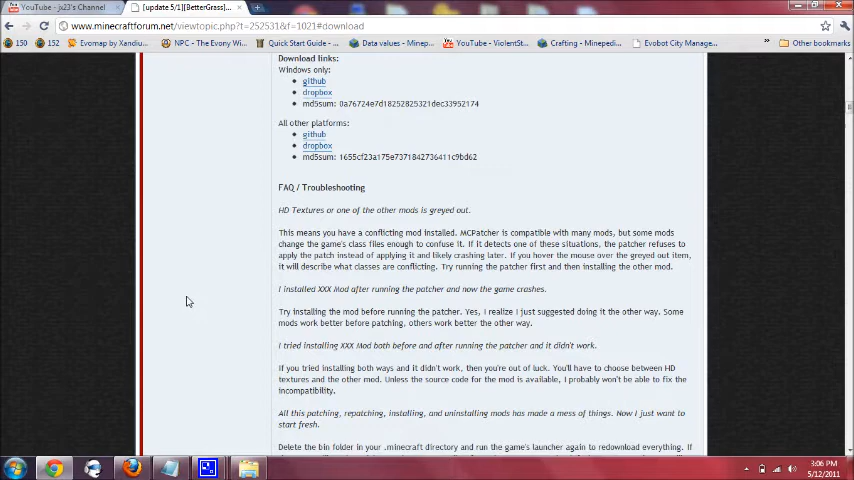 YouTube - jx23's Channel
[update 5/1][BetterGrass]...
www.minecraftforum.net/viewtopic.php?t=252531&f=1021#download
150
152
Evomap by Xandiu...
NPC - The Evony Wi...
Quick Start Guide -...
Data values - Minep...
YouTube - ViolentSt...
Crafting - Minepedi...
Evobot City Manage...
Other bookmarks
Download links:
Windows only:
github
dropbox
md5sum: 0a76724e7d18252825321dec33952174
All other platforms:
github
dropbox
md5sum: 1655cf23a175e7371842736411c9bd62
FAQ / Troubleshooting
HD Textures or one of the other mods is greyed out.
This means you have a conflicting mod installed. MCPatcher is compatible with many mods, but some mods
change the game's class files enough to confuse it. If it detects one of these situations, the patcher refuses to
apply the patch instead of applying it and likely crashing later. If you hover the mouse over the greyed out item,
it will describe what classes are conflicting. Try running the patcher first and then installing the other mod.
I installed XXX Mod after running the patcher and now the game crashes.
Try installing the mod before running the patcher. Yes, I realize I just suggested doing it the other way. Some
mods work better before patching, others work better the other way.
I tried installing XXX Mod both before and after running the patcher and it didn't work.
If you tried installing both ways and it didn't work, then you're out of luck. You'll have to choose between HD
textures and the other mod. Unless the source code for the mod is available, I probably won't be able to fix the
incompatibility.
All this patching, repatching, installing, and uninstalling mods has made a mess of things. Now I just want to
start fresh.
Delete the bin folder in your .minecraft directory and run the game's launcher again to redownload everything. If
3:06 PM
5/12/2011